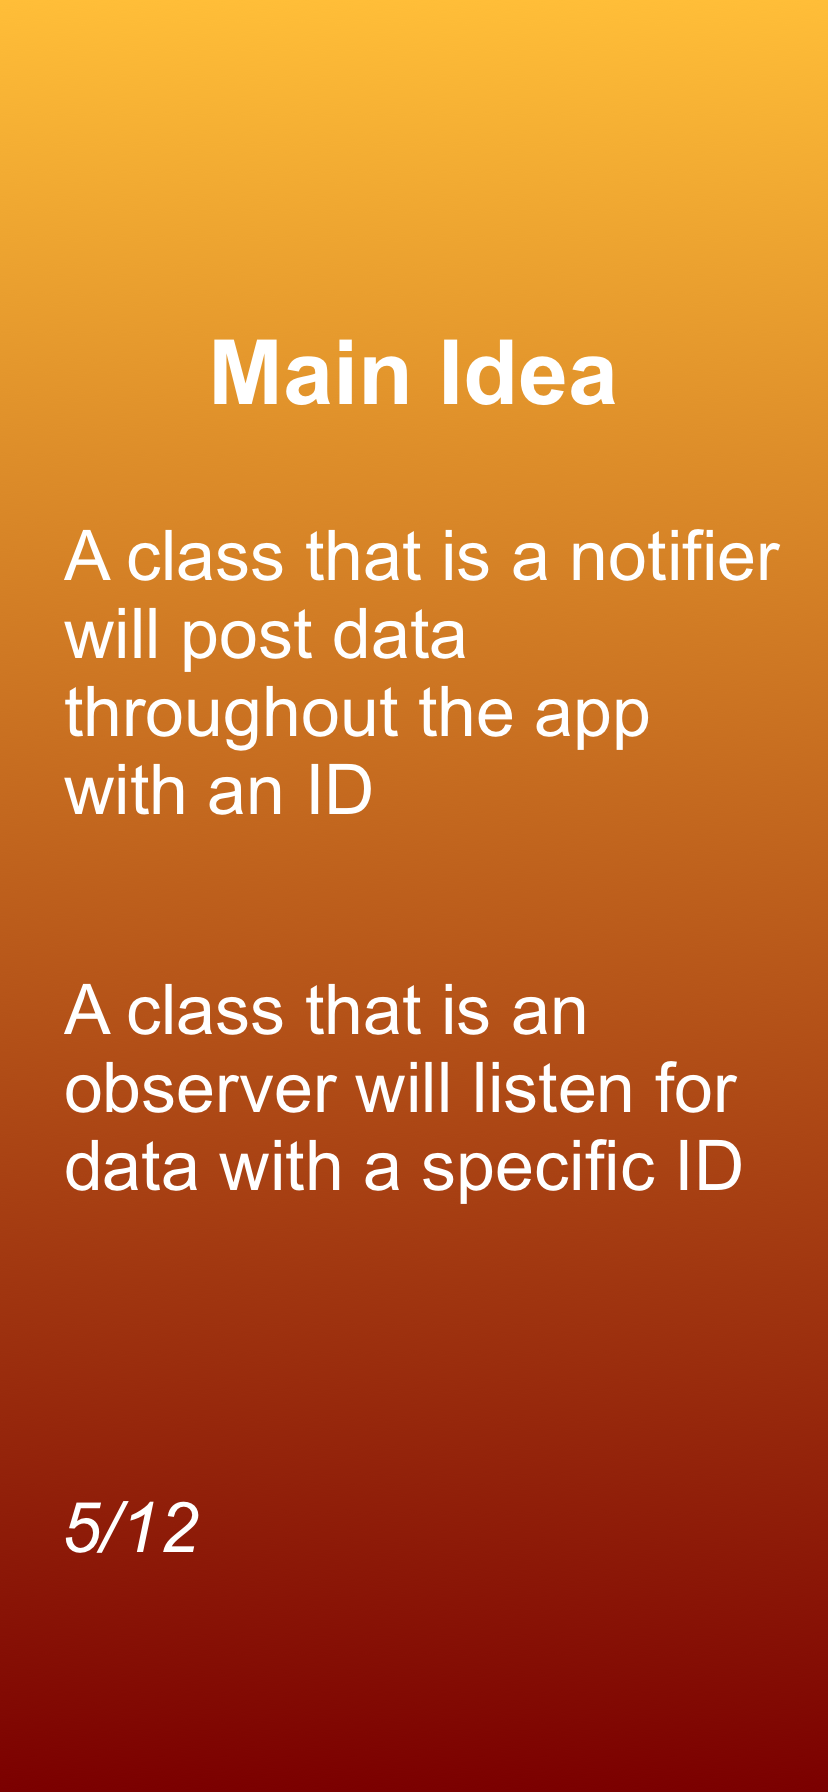 Main Idea
A class that is a notifier
will post data
throughout the app
with an ID
A class that is an
observer will listen for
data with a specific ID
5/12